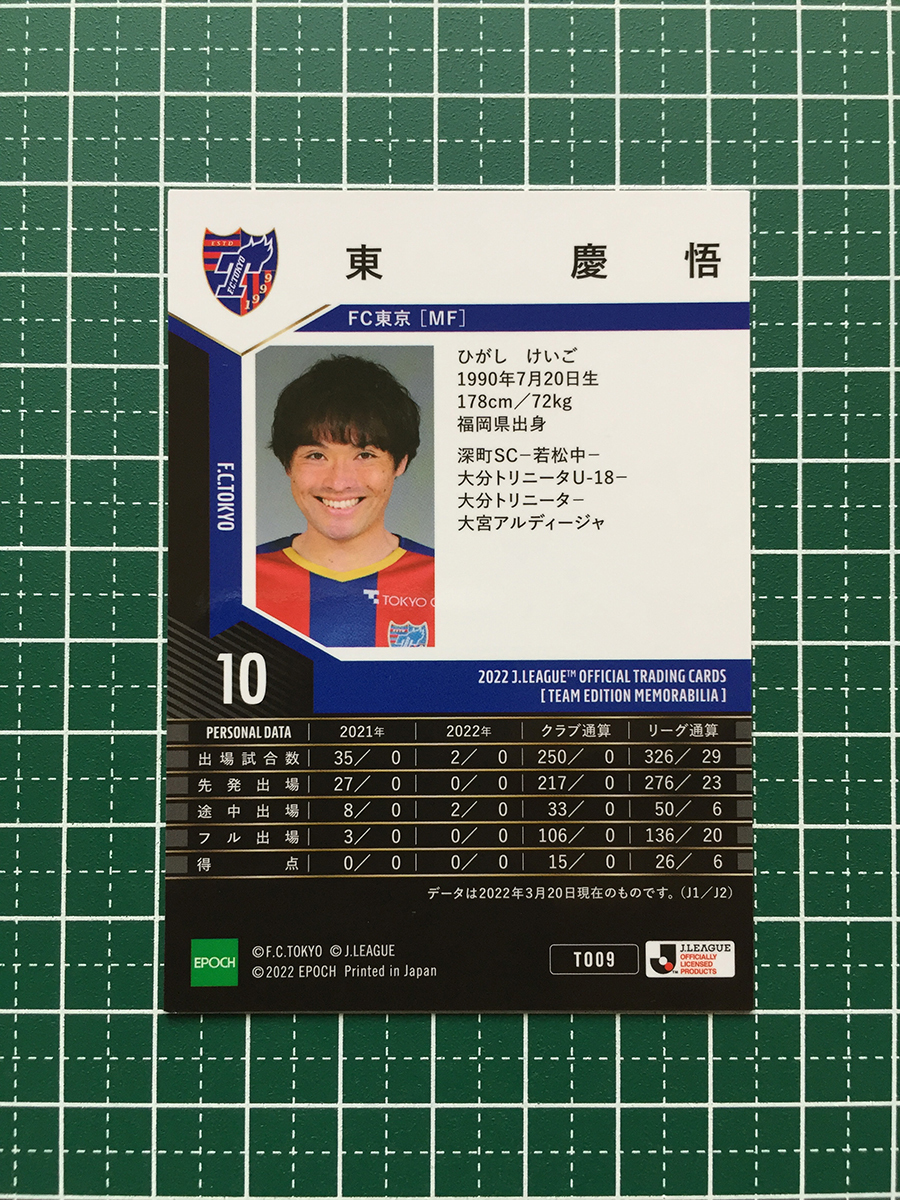 ESTD
F.C.TOKYO
1999
東 慶 悟
FC東京［MF］
ひがし けいご
1990年7月20日生
178cm／72kg
福岡県出身
深町SC－若松中－
大分トリニータU-18－
大分トリニータ－
大宮アルディージャ
F.C.TOKYO
TOKYO G
10
2022 J.LEAGUE™ OFFICIAL TRADING CARDS
[ TEAM EDITION MEMORABILIA ]
PERSONAL DATA 2021年 2022年 クラブ通算 リーグ通算
出場試合数 35／ 0 2／ 0 250／ 0 326／ 29
先発出場 27／ 0 0／ 0 217／ 0 276／ 23
途中出場 8／ 0 2／ 0 33／ 0 50／ 6
フル出場 3／ 0 0／ 0 106／ 0 136／ 20
得点 0／ 0 0／ 0 15／ 0 26／ 6
データは2022年3月20日現在のものです。（J1／J2）
EPOCH
©F.C.TOKYO ©J.LEAGUE
©2022 EPOCH Printed in Japan
T009
J.LEAGUE
OFFICIALLY
LICENSED
PRODUCTS